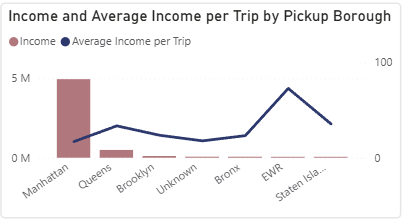 Income and Average Income per Trip by Pickup Borough
Income Average Income per Trip
5 M
100
0 M
0
Manhattan
Queens
Brooklyn
Unknown
Bronx
EWR
Staten Isla...